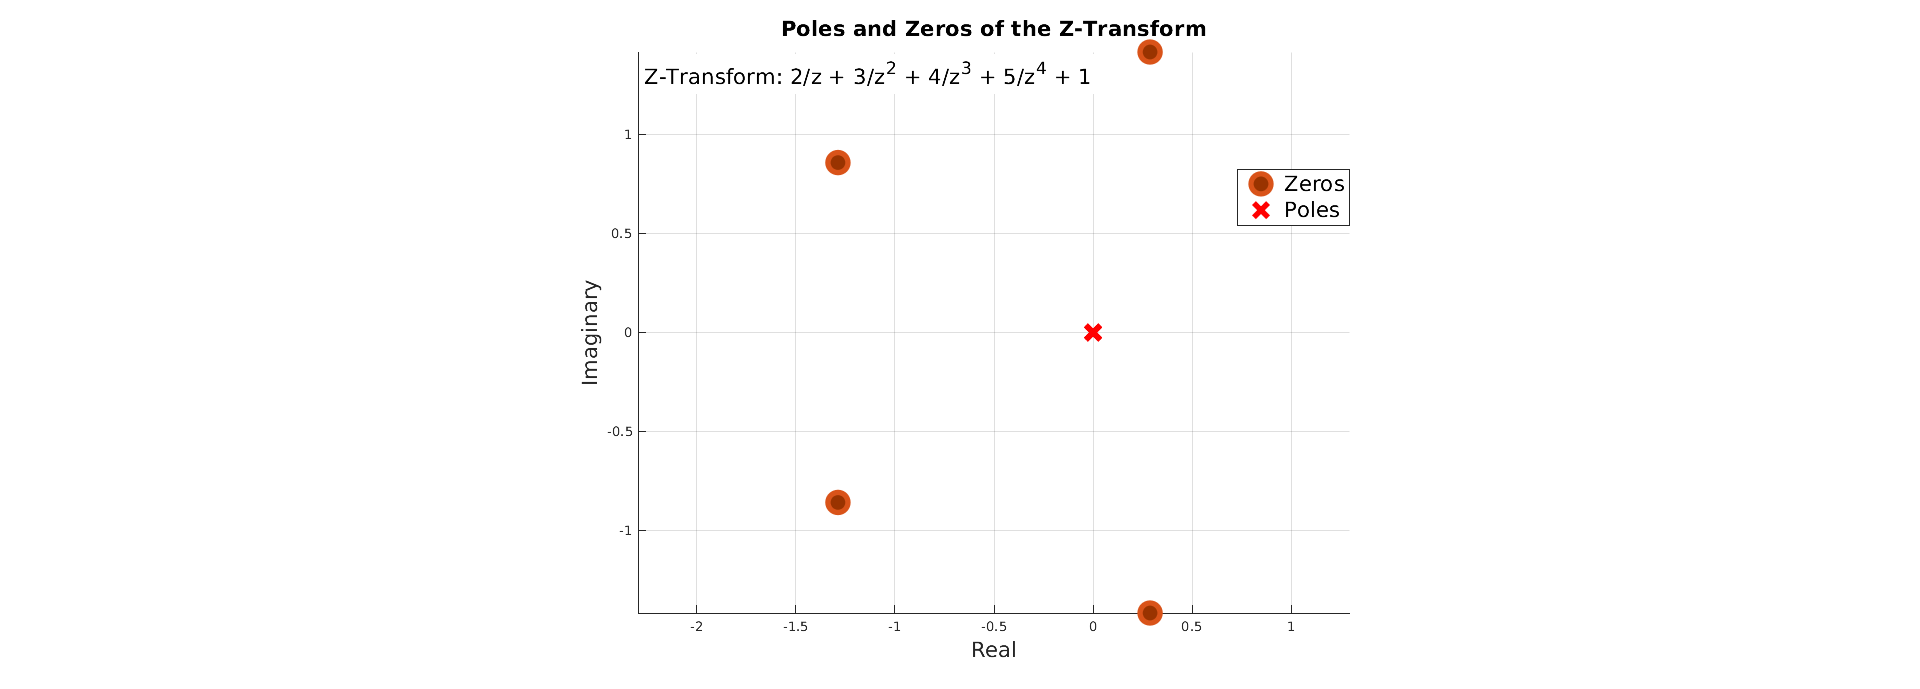 Poles and Zeros of the Z-Transform
Z-Transform: 2/z + 3/z² + 4/z³ + 5/z⁴ + 1
Zeros
Poles
1
0.5
0
-0.5
-1
Imaginary
-2 -1.5 -1 -0.5 0 0.5 1
Real